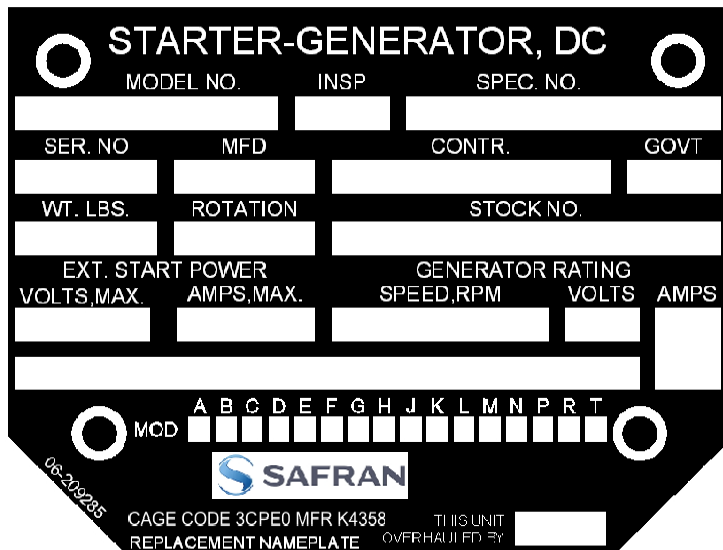 STARTER-GENERATOR, DC
MODEL NO. INSP SPEC. NO.
SER. NO MFD CONTR. GOVT
WT. LBS. ROTATION STOCK NO.
EXT. START POWER GENERATOR RATING
VOLTS,MAX. AMPS,MAX. SPEED,RPM VOLTS AMPS
A B C D E F G H J K L M N P R T
MOD
SAFRAN
06-209285
CAGE CODE 3CPE0 MFR K4358 THIS UNIT
REPLACEMENT NAMEPLATE OVERHAULED BY